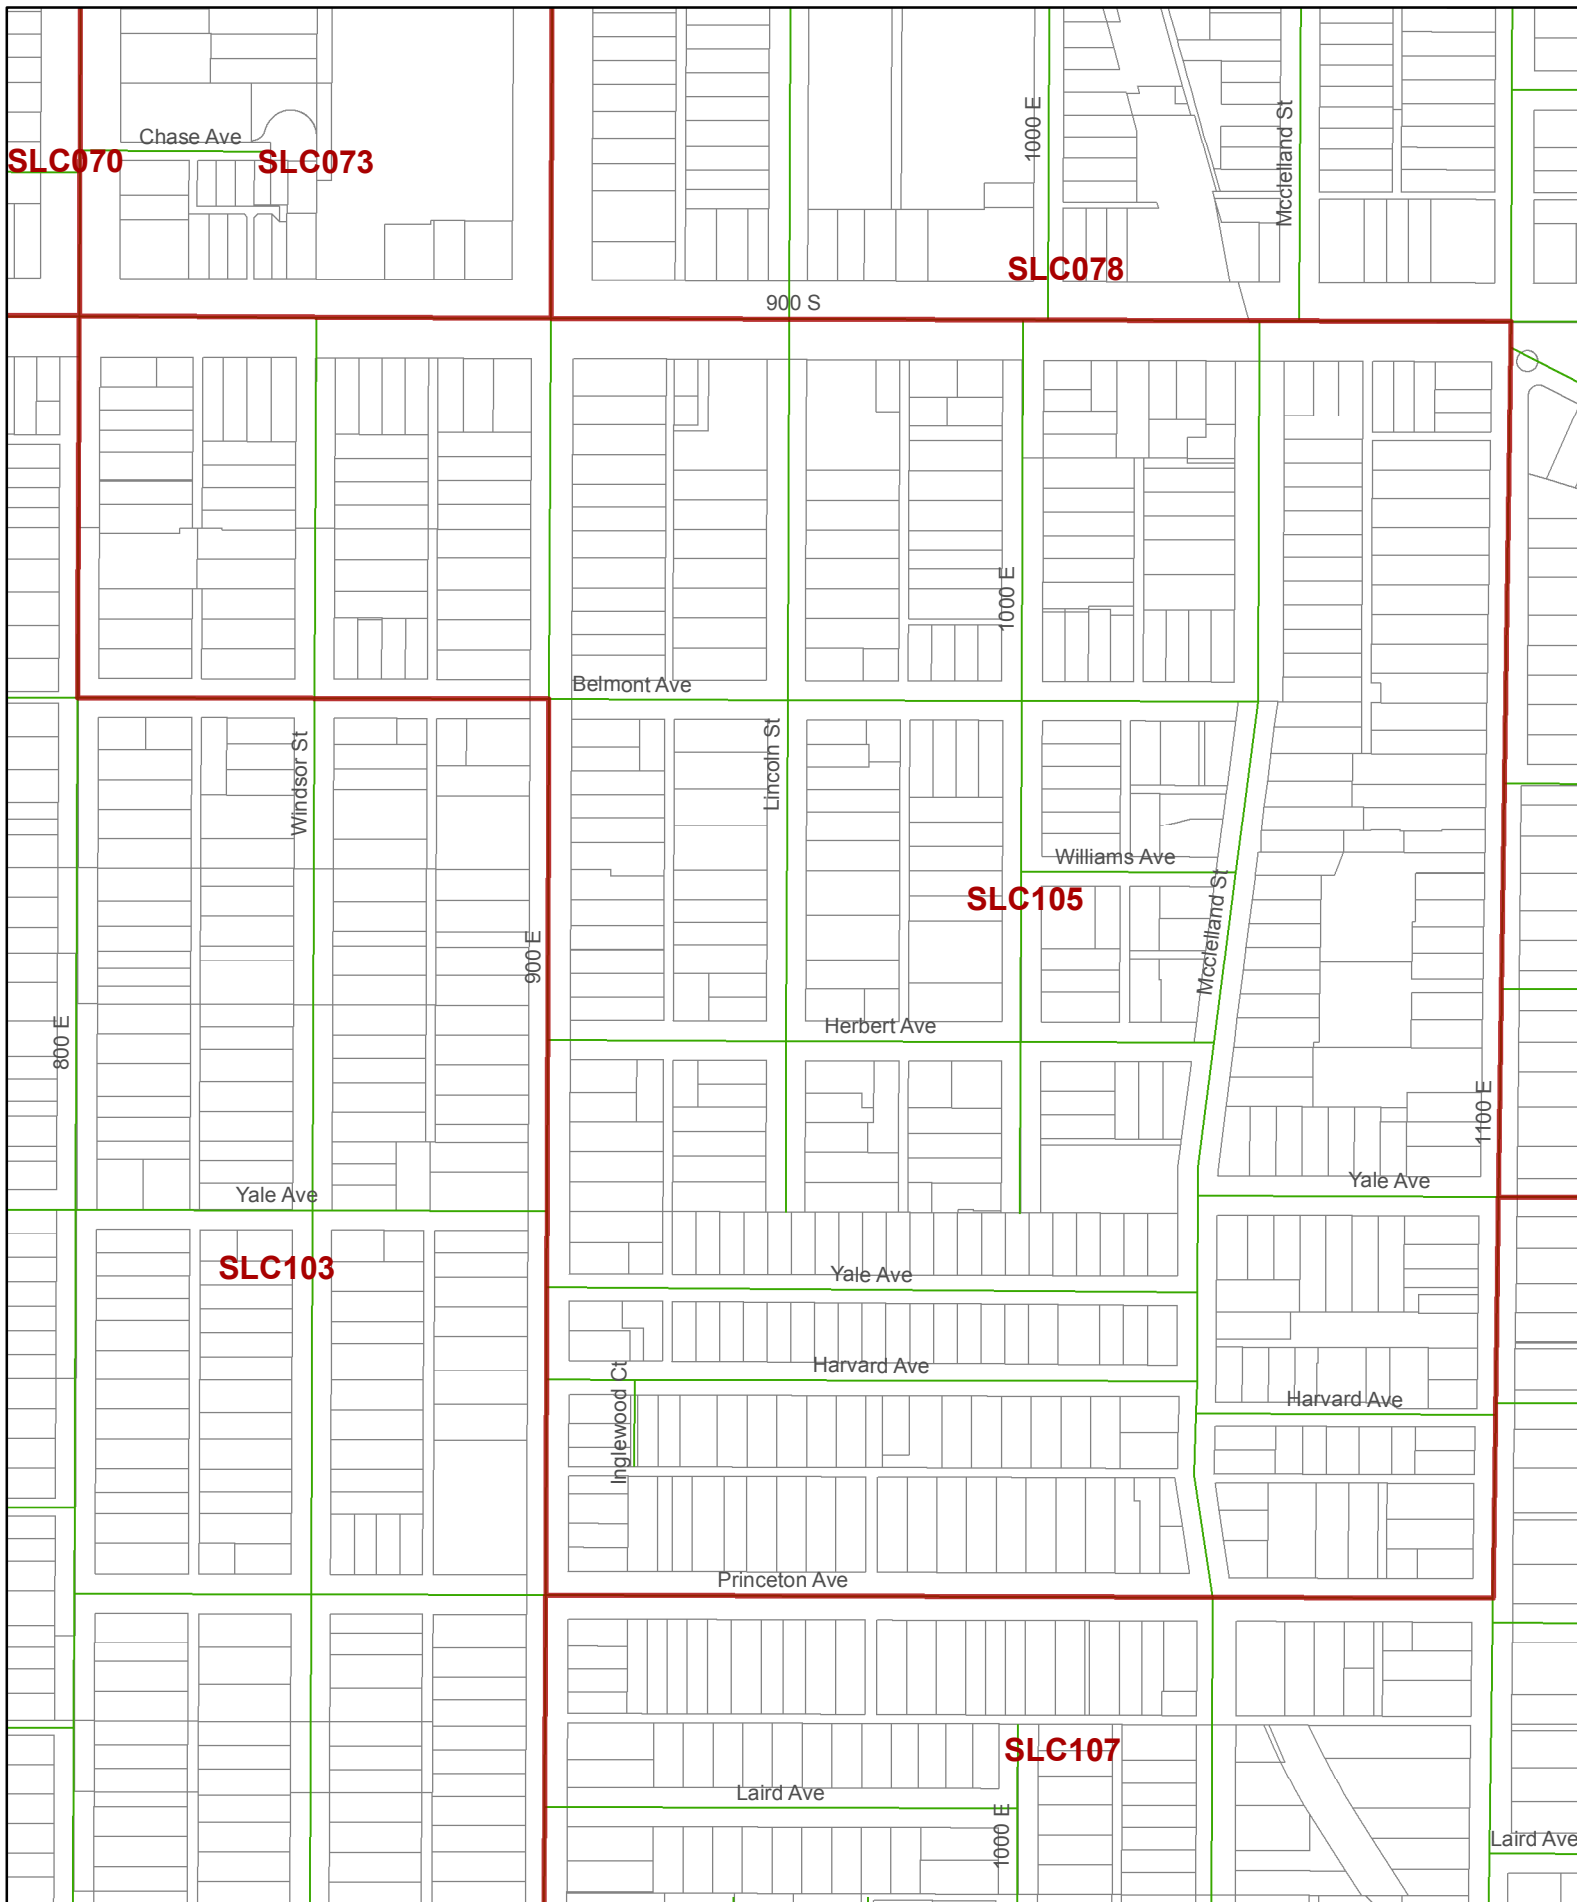 1000 E
Mcclelland St
Chase Ave
SLC070
SLC073
SLC078
900 S
1000 E
Belmont Ave
Windsor St
Lincoln St
Williams Ave
SLC105
Mcclelland St
900 E
800 E
Herbert Ave
1100 E
Yale Ave
Yale Ave
SLC103
Yale Ave
Harvard Ave
Inglewood Ct
Harvard Ave
Princeton Ave
SLC107
Laird Ave
1000 E
Laird Ave